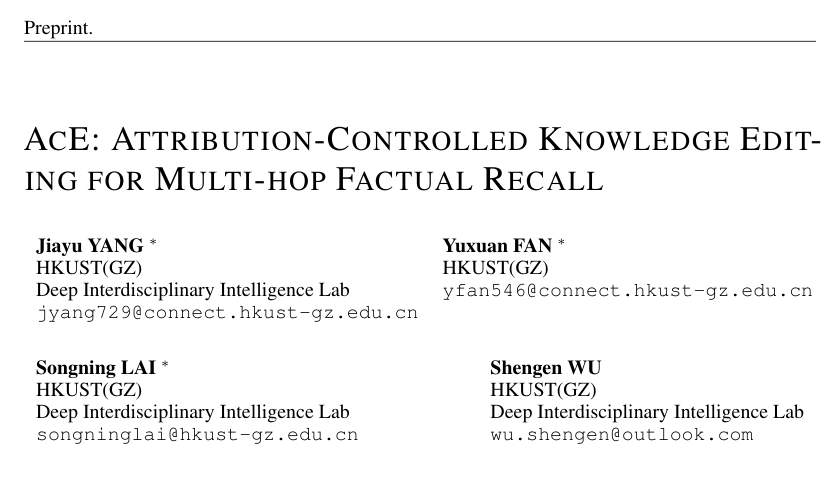 Preprint.
ACE: ATTRIBUTION-CONTROLLED KNOWLEDGE EDIT-
ING FOR MULTI-HOP FACTUAL RECALL
Jiayu YANG *
HKUST(GZ)
Deep Interdisciplinary Intelligence Lab
jyang729@connect.hkust-gz.edu.cn
Yuxuan FAN *
HKUST(GZ)
yfan546@connect.hkust-gz.edu.cn
Songning LAI *
HKUST(GZ)
Deep Interdisciplinary Intelligence Lab
songninglai@hkust-gz.edu.cn
Shengen WU
HKUST(GZ)
Deep Interdisciplinary Intelligence Lab
wu.shengen@outlook.com